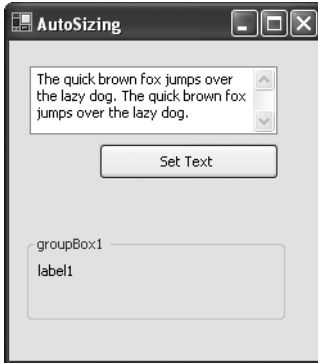 AutoSizing
The quick brown fox jumps over
the lazy dog. The quick brown fox
jumps over the lazy dog.
Set Text
groupBox1
label1